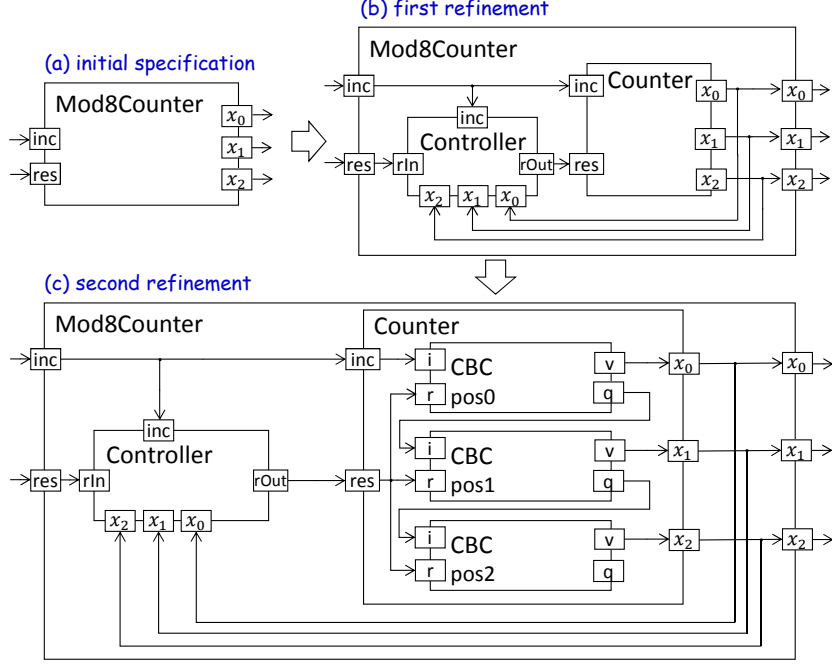 (a) initial specification
Mod8Counter
inc
res
x₀
x₁
x₂
(b) first refinement
Mod8Counter
inc
res
inc
Controller
rIn
rOut
x₂ x₁ x₀
inc
Counter
res
x₀
x₁
x₂
x₀
x₁
x₂
(c) second refinement
Mod8Counter
inc
res
inc
Controller
rIn
rOut
x₂ x₁ x₀
Counter
inc
res
i
CBC
v
r
pos0
q
i
CBC
v
r
pos1
q
i
CBC
v
r
pos2
q
x₀
x₁
x₂
x₀
x₁
x₂